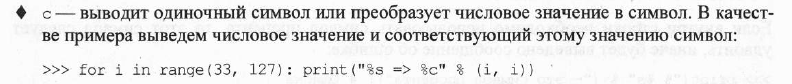 ♦ c — выводит одиночный символ или преобразует числовое значение в символ. В качест-
ве примера выведем числовое значение и соответствующий этому значению символ:
>>> for i in range(33, 127): print("%s => %c" % (i, i))